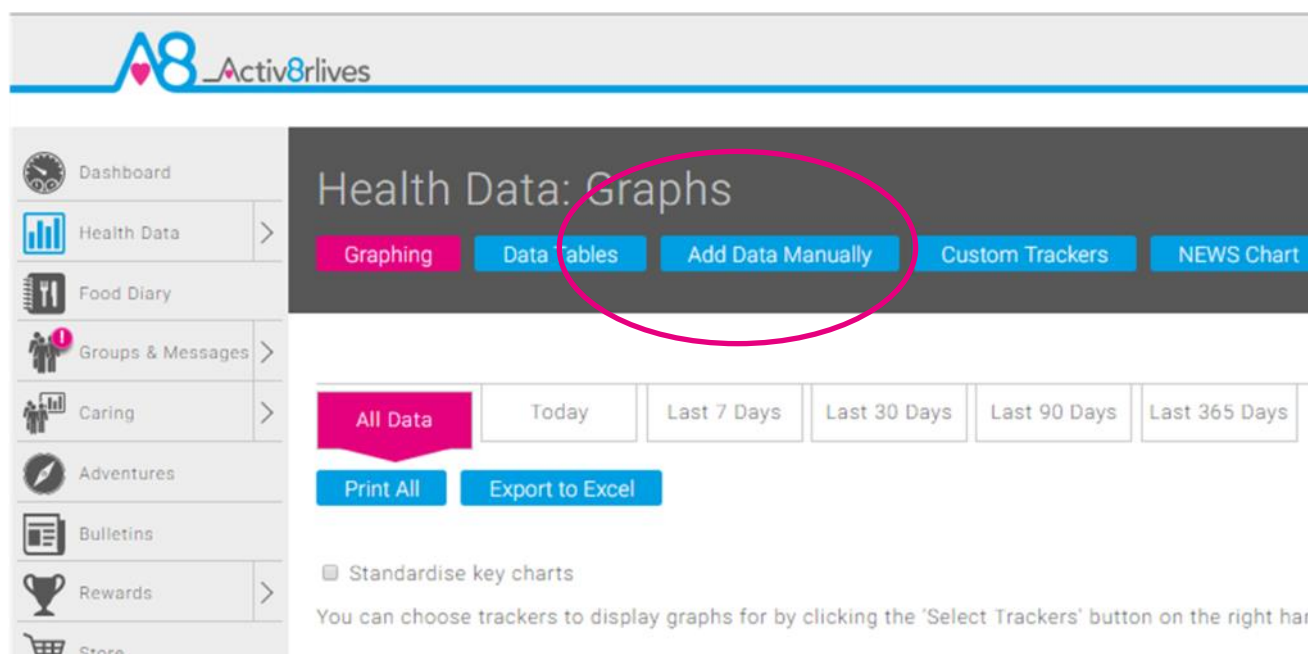 A8 Activ8rlives
Dashboard
Health Data
Food Diary
Groups & Messages
Caring
Adventures
Bulletins
Rewards
Store
Health Data: Graphs
Graphing Data Tables Add Data Manually Custom Trackers NEWS Chart
All Data Today Last 7 Days Last 30 Days Last 90 Days Last 365 Days
Print All Export to Excel
Standardise key charts
You can choose trackers to display graphs for by clicking the 'Select Trackers' button on the right